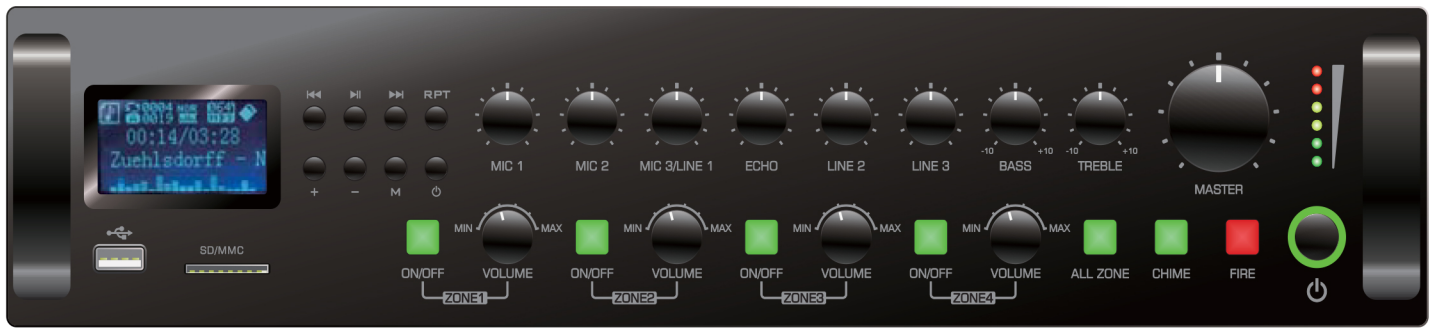 0004
0019
00:14/03:28
Zuehlsdorff - N
RPT
+ - M
MIC 1 MIC 2 MIC 3/LINE 1 ECHO LINE 2 LINE 3 BASS TREBLE
-10 +10 -10 +10
MASTER
SD/MMC
MIN MAX MIN MAX MIN MAX MIN MAX
ON/OFF VOLUME ON/OFF VOLUME ON/OFF VOLUME ON/OFF VOLUME ALL ZONE CHIME FIRE
ZONE1 ZONE2 ZONE3 ZONE4